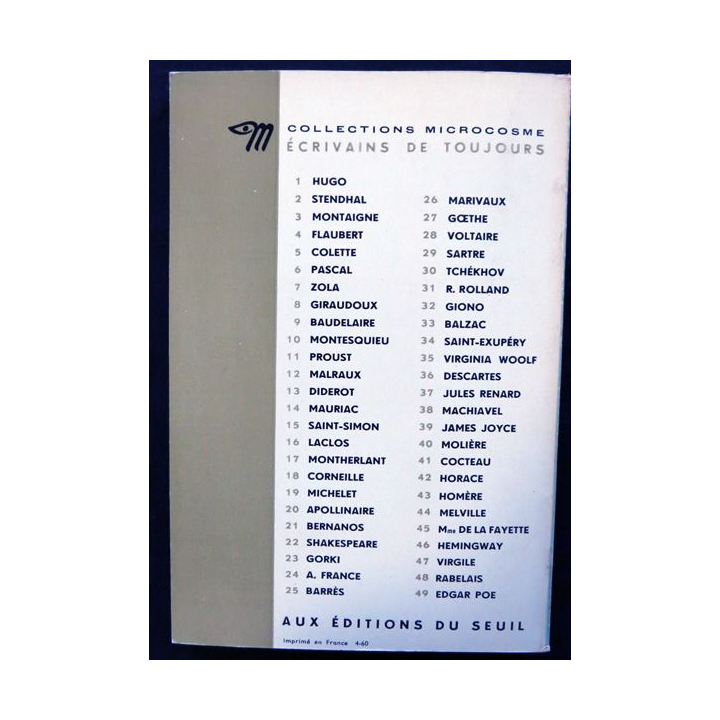 COLLECTIONS MICROCOSME
ÉCRIVAINS DE TOUJOURS
1 HUGO
2 STENDHAL
3 MONTAIGNE
4 FLAUBERT
5 COLETTE
6 PASCAL
7 ZOLA
8 GIRAUDOUX
9 BAUDELAIRE
10 MONTESQUIEU
11 PROUST
12 MALRAUX
13 DIDEROT
14 MAURIAC
15 SAINT-SIMON
16 LACLOS
17 MONTHERLANT
18 CORNEILLE
19 MICHELET
20 APOLLINAIRE
21 BERNANOS
22 SHAKESPEARE
23 GORKI
24 A. FRANCE
25 BARRÈS
26 MARIVAUX
27 GŒTHE
28 VOLTAIRE
29 SARTRE
30 TCHÉKHOV
31 R. ROLLAND
32 GIONO
33 BALZAC
34 SAINT-EXUPÉRY
35 VIRGINIA WOOLF
36 DESCARTES
37 JULES RENARD
38 MACHIAVEL
39 JAMES JOYCE
40 MOLIÈRE
41 COCTEAU
42 HORACE
43 HOMÈRE
44 MELVILLE
45 Mme DE LA FAYETTE
46 HEMINGWAY
47 VIRGILE
48 RABELAIS
49 EDGAR POE
AUX ÉDITIONS DU SEUIL
Imprimé en France 4-60